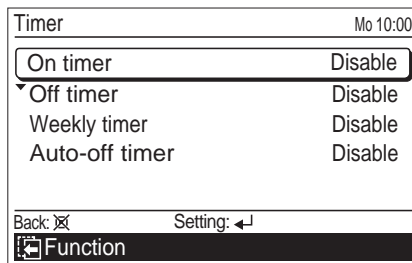 Timer Mo 10:00
On timer Disable
Off timer Disable
Weekly timer Disable
Auto-off timer Disable
Back: Setting:
Function